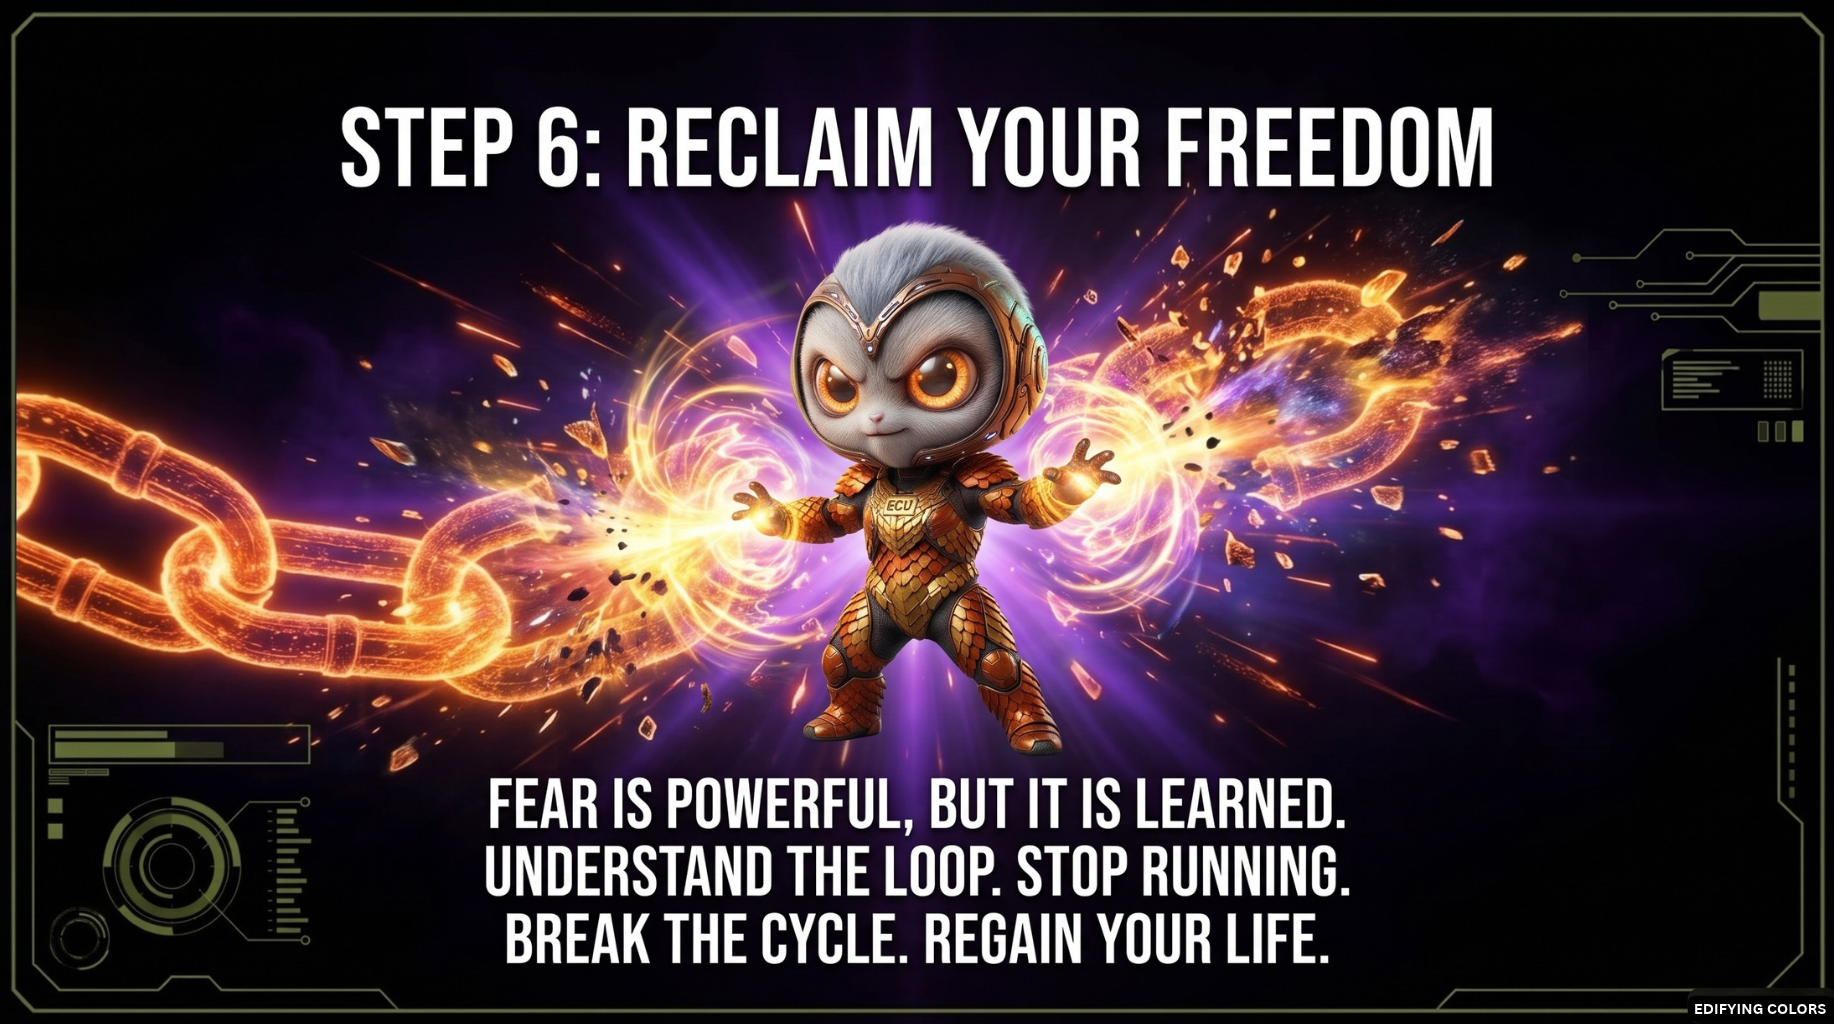 STEP 6: RECLAIM YOUR FREEDOM
ECU
FEAR IS POWERFUL, BUT IT IS LEARNED.
UNDERSTAND THE LOOP. STOP RUNNING.
BREAK THE CYCLE. REGAIN YOUR LIFE.
EDIFYING COLORS